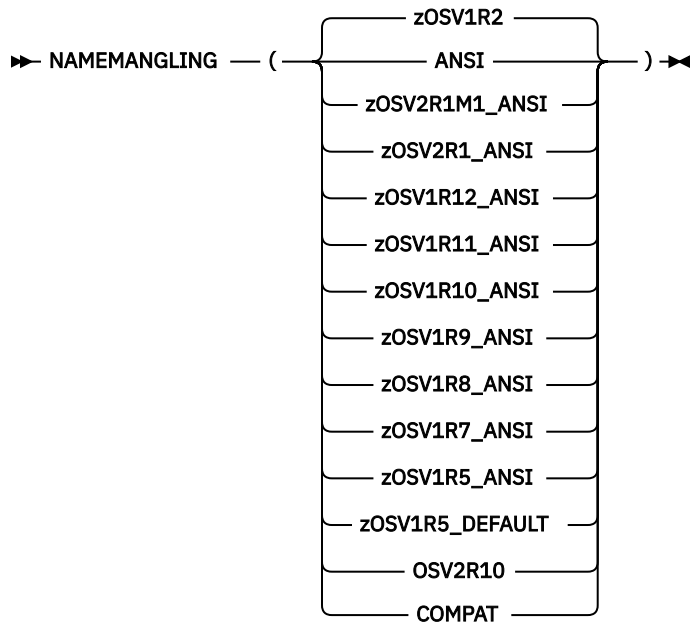 zOSV1R2
NAMEMANGLING ( ANSI )
zOSV2R1M1_ANSI
zOSV2R1_ANSI
zOSV1R12_ANSI
zOSV1R11_ANSI
zOSV1R10_ANSI
zOSV1R9_ANSI
zOSV1R8_ANSI
zOSV1R7_ANSI
zOSV1R5_ANSI
zOSV1R5_DEFAULT
OSV2R10
COMPAT